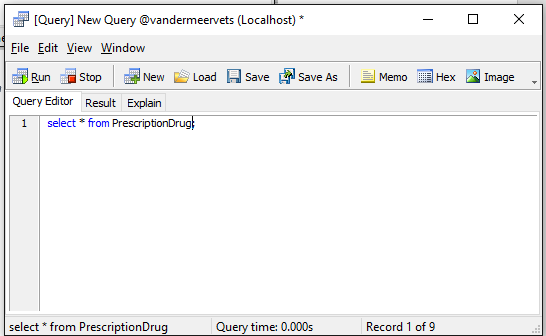 [Query] New Query @vandermeervets (Localhost) *
File Edit View Window
Run Stop New Load Save Save As Memo Hex Image
Query Editor Result Explain
1 select * from PrescriptionDrug;
select * from PrescriptionDrug Query time: 0.000s Record 1 of 9